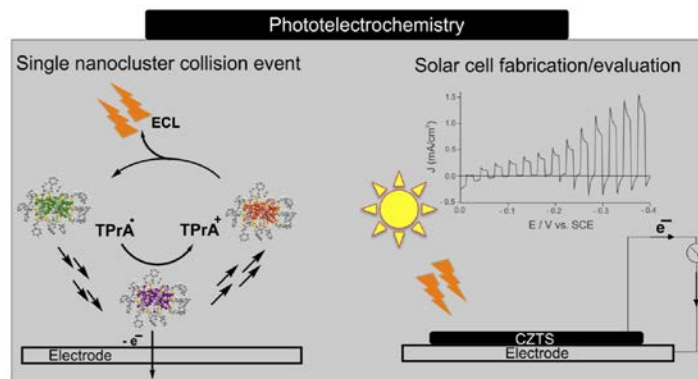 Phototelectrochemistry
Single nanocluster collision event
ECL
TPrA•
TPrA+
- e−
Electrode
Solar cell fabrication/evaluation
J (mA/cm2)
1.5
1.0
0.5
0.0
-0.5
0.0
-0.1
-0.2
-0.3
-0.4
E / V vs. SCE
e−
CZTS
Electrode